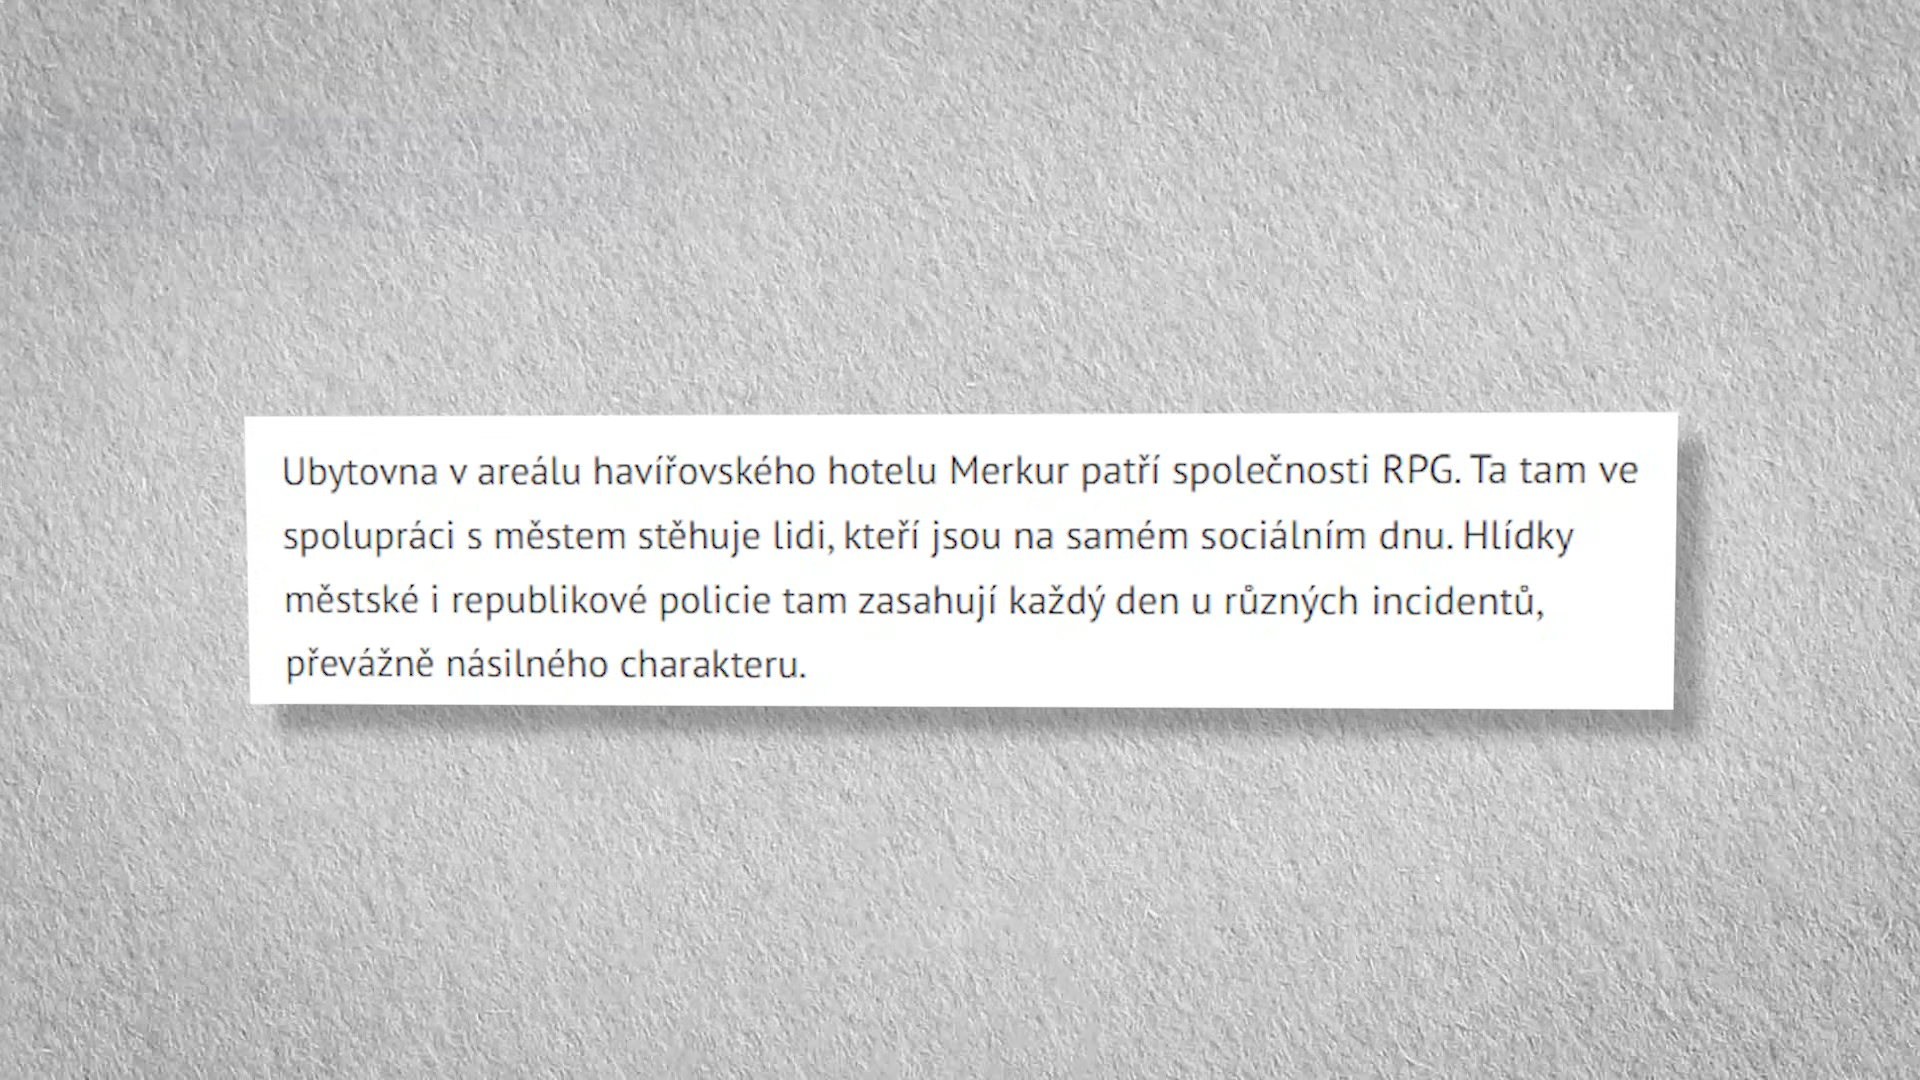 Ubytovna v areálu havířovského hotelu Merkur patří společnosti RPG. Ta tam ve
spolupráci s městem stěhuje lidi, kteří jsou na samém sociálním dnu. Hlídky
městské i republikové policie tam zasahují každý den u různých incidentů,
převážně násilného charakteru.